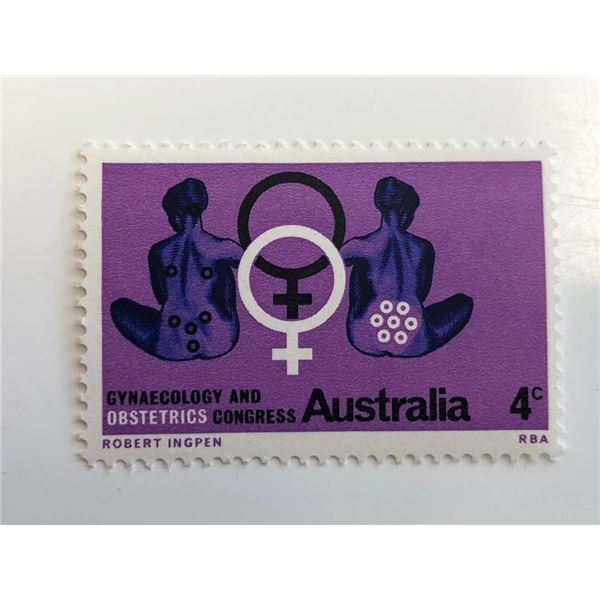 GYNAECOLOGY AND
OBSTETRICS CONGRESS Australia 4c
ROBERT INGPEN RBA